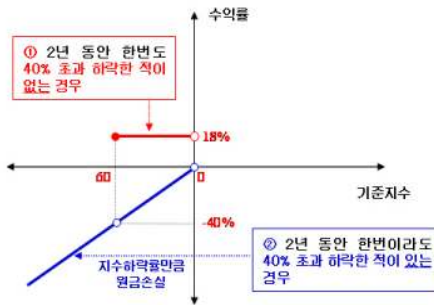 수익률
① 2년 동안 한번도
40% 초과 하락한 적이
없는 경우
18%
60
0
기준지수
-40%
지수하락률만큼
원금손실
② 2년 동안 한번이라도
40% 초과 하락한 적이 있는
경우